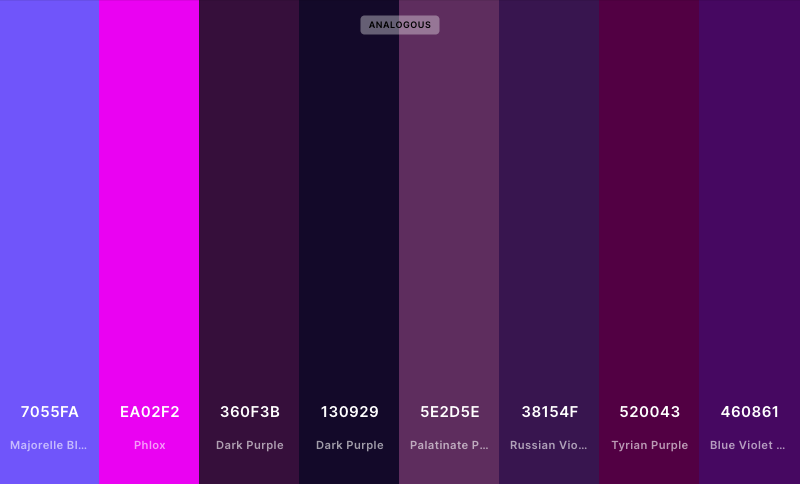 ANALOGOUS
7055FA
EA02F2
360F3B
130929
5E2D5E
38154F
520043
460861
Majorelle Bl...
Phlox
Dark Purple
Dark Purple
Palatinate P...
Russian Vio...
Tyrian Purple
Blue Violet ...